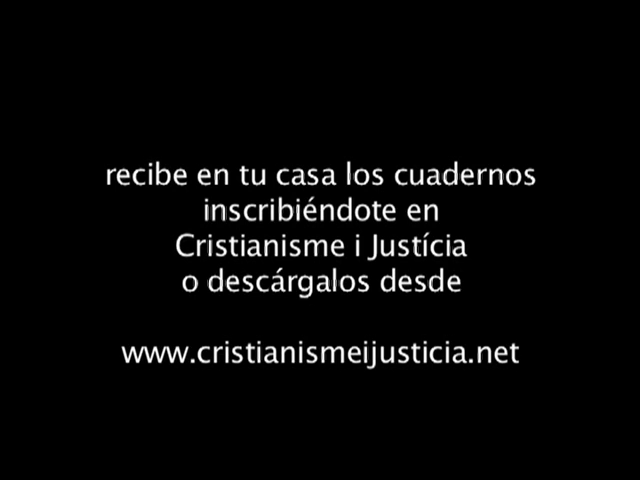 recibe en tu casa los cuadernos
inscribiéndote en
Cristianisme i Justícia
o descárgalos desde
www.cristianismeijusticia.net